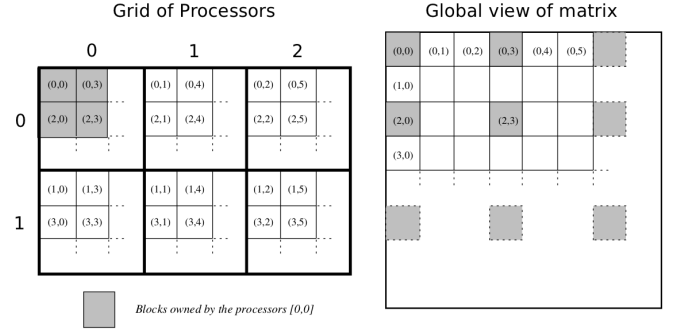 Grid of Processors
0 1 2
0
(0,0) (0,3) (0,1) (0,4) (0,2) (0,5)
(2,0) (2,3) (2,1) (2,4) (2,2) (2,5)
1
(1,0) (1,3) (1,1) (1,4) (1,2) (1,5)
(3,0) (3,3) (3,1) (3,4) (3,2) (3,5)
Blocks owned by the processors [0,0]
Global view of matrix
(0,0) (0,1) (0,2) (0,3) (0,4) (0,5)
(1,0)
(2,0) (2,3)
(3,0)